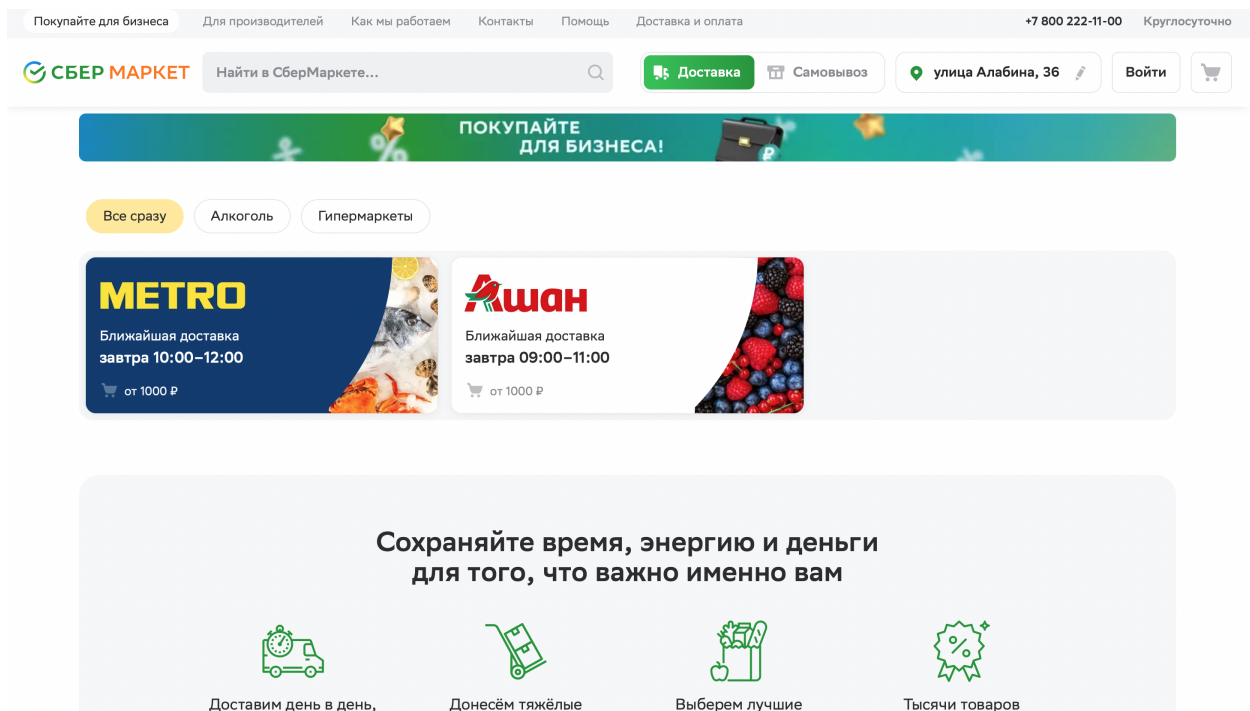 Покупайте для бизнеса Для производителей Как мы работаем Контакты Помощь Доставка и оплата +7 800 222-11-00 Круглосуточно
СБЕР МАРКЕТ Найти в СберМаркете... Доставка Самовывоз улица Алабина, 36 Войти
ПОКУПАЙТЕ
ДЛЯ БИЗНЕСА!
Все сразу Алкоголь Гипермаркеты
METRO
Ближайшая доставка
завтра 10:00–12:00
от 1000 ₽
Ашан
Ближайшая доставка
завтра 09:00–11:00
от 1000 ₽
Сохраняйте время, энергию и деньги
для того, что важно именно вам
Доставим день в день, Донесём тяжёлые Выберем лучшие Тысячи товаров